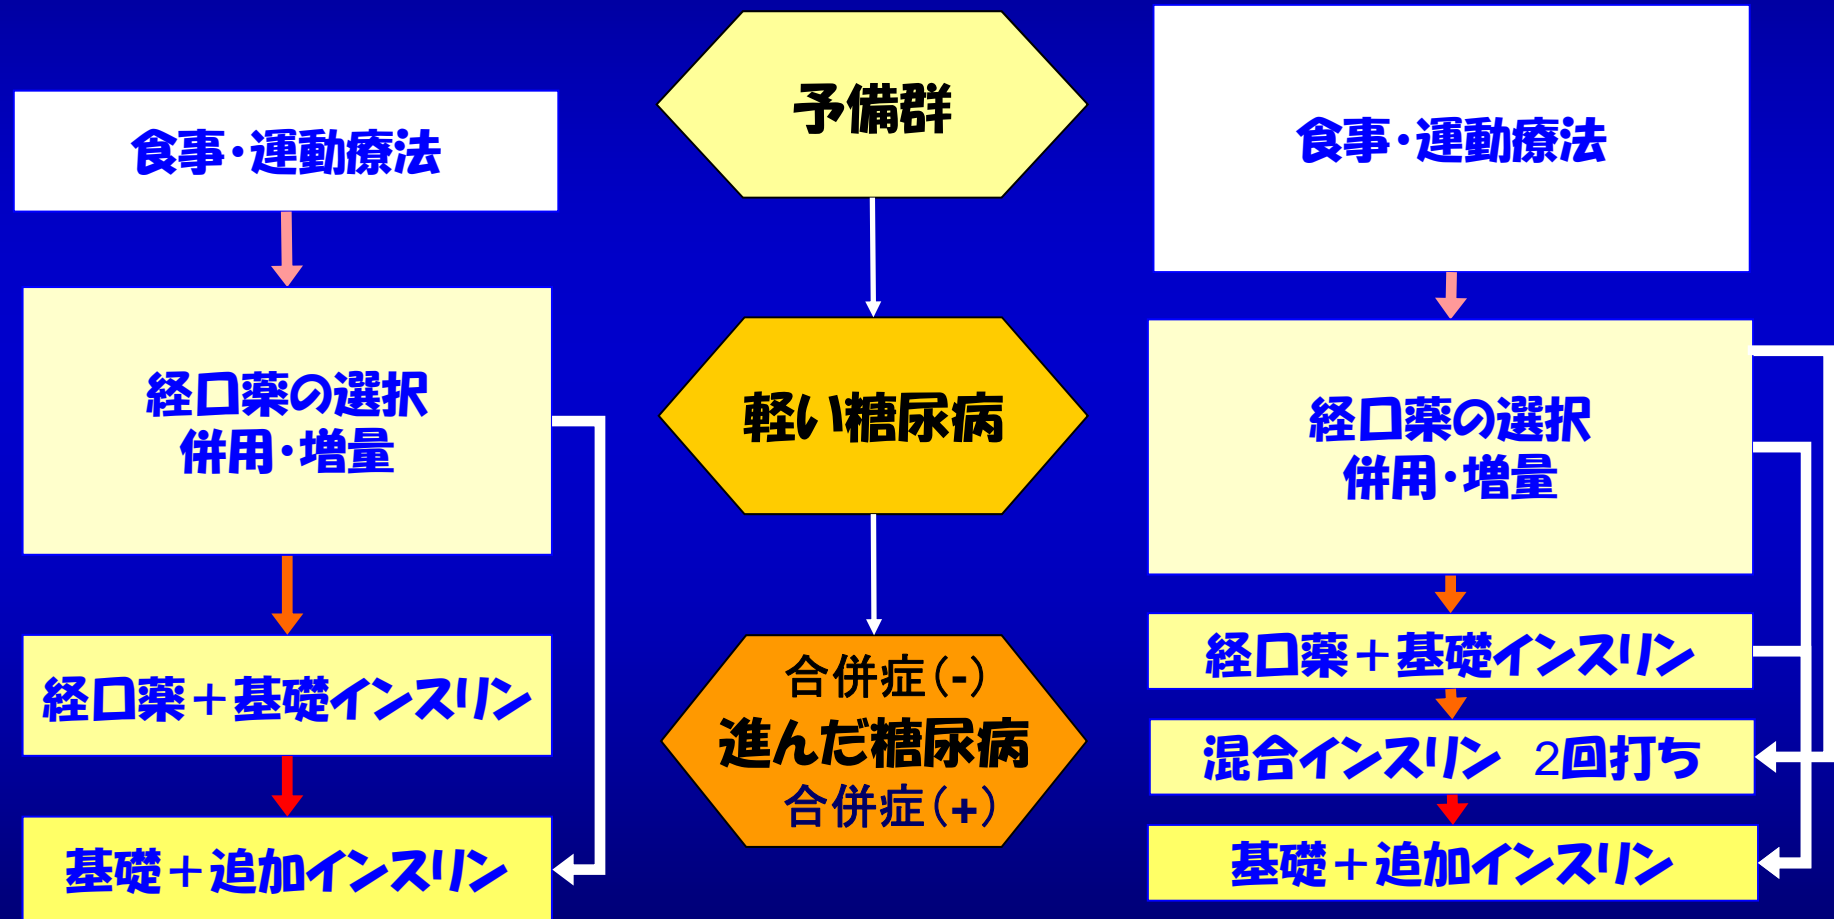 食事・運動療法
経口薬の選択
併用・増量
経口薬＋基礎インスリン
基礎＋追加インスリン
予備群
軽い糖尿病
合併症（-）
進んだ糖尿病
合併症（+）
食事・運動療法
経口薬の選択
併用・増量
経口薬＋基礎インスリン
混合インスリン 2回打ち
基礎＋追加インスリン